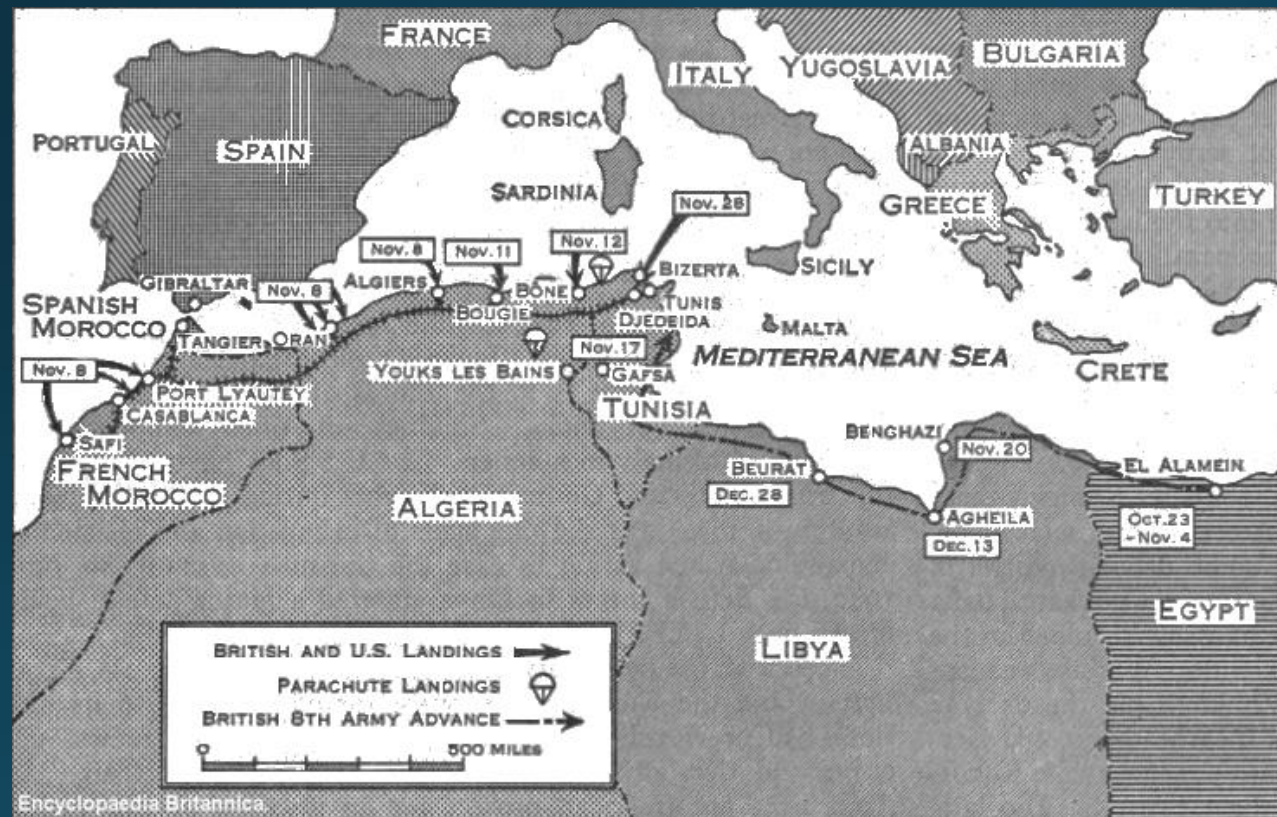 FRANCE
BULGARIA
ITALY
YUGOSLAVIA
CORSICA
PORTUGAL
SPAIN
ALBANIA
SARDINIA
TURKEY
Nov. 28
GREECE
Nov. 8
Nov. 11
Nov. 12
BIZERTA
SICILY
GIBRALTAR
Nov. 8
ALGIERS
BÔNE
SPANISH
MOROCCO
BOUGIE
TUNIS
DJEDEIDA
MALTA
TANGIER
ORAN
Nov. 17
MEDITERRANEAN SEA
CRETE
Nov. 8
YOUKS LES BAINS
GAFSA
PORT LYAUTEY
CASABLANCA
TUNISIA
SAFI
BENGHAZI
Nov. 20
FRENCH
MOROCCO
BEURAT
EL ALAMEIN
DEC. 28
ALGERIA
AGHEILA
OCT. 23
- Nov. 4
DEC. 13
EGYPT
LIBYA
BRITISH AND U.S. LANDINGS
PARACHUTE LANDINGS
BRITISH 8TH ARMY ADVANCE
0
500 MILES
Encyclopaedia Britannica.